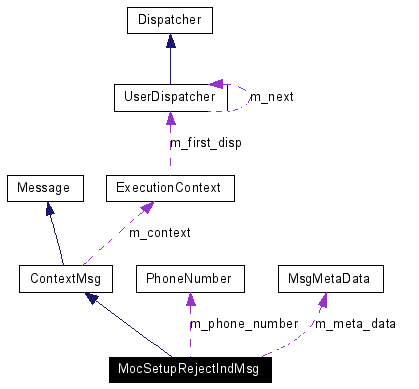 Dispatcher
UserDispatcher
m_next
m_first_disp
Message
ExecutionContext
m_context
ContextMsg
PhoneNumber
MsgMetaData
m_phone_number
m_meta_data
MocSetupRejectIndMsg